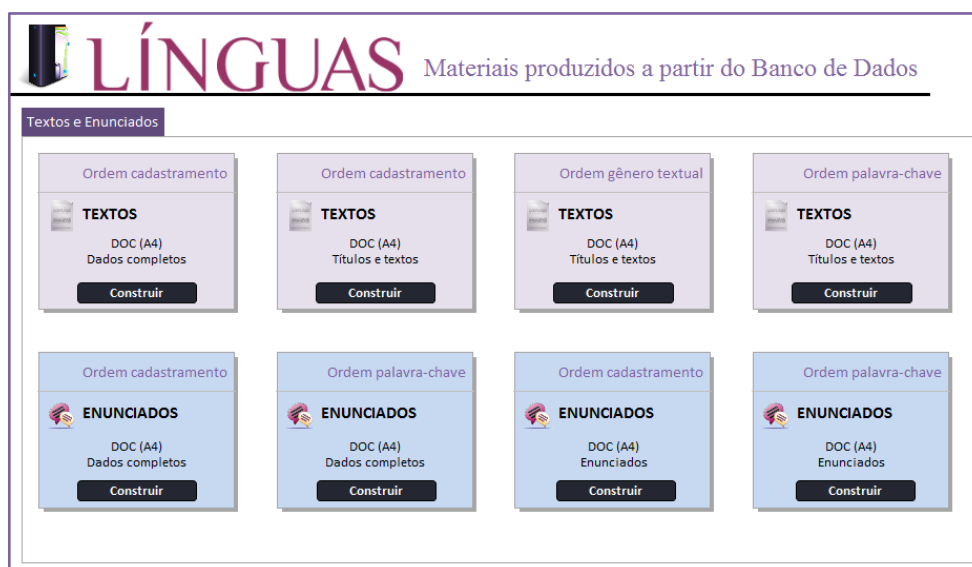 LÍNGUAS Materiais produzidos a partir do Banco de Dados
Textos e Enunciados
Ordem cadastramento
TEXTOS
DOC (A4)
Dados completos
Construir
Ordem cadastramento
TEXTOS
DOC (A4)
Títulos e textos
Construir
Ordem gênero textual
TEXTOS
DOC (A4)
Títulos e textos
Construir
Ordem palavra-chave
TEXTOS
DOC (A4)
Títulos e textos
Construir
Ordem cadastramento
ENUNCIADOS
DOC (A4)
Dados completos
Construir
Ordem palavra-chave
ENUNCIADOS
DOC (A4)
Dados completos
Construir
Ordem cadastramento
ENUNCIADOS
DOC (A4)
Enunciados
Construir
Ordem palavra-chave
ENUNCIADOS
DOC (A4)
Enunciados
Construir